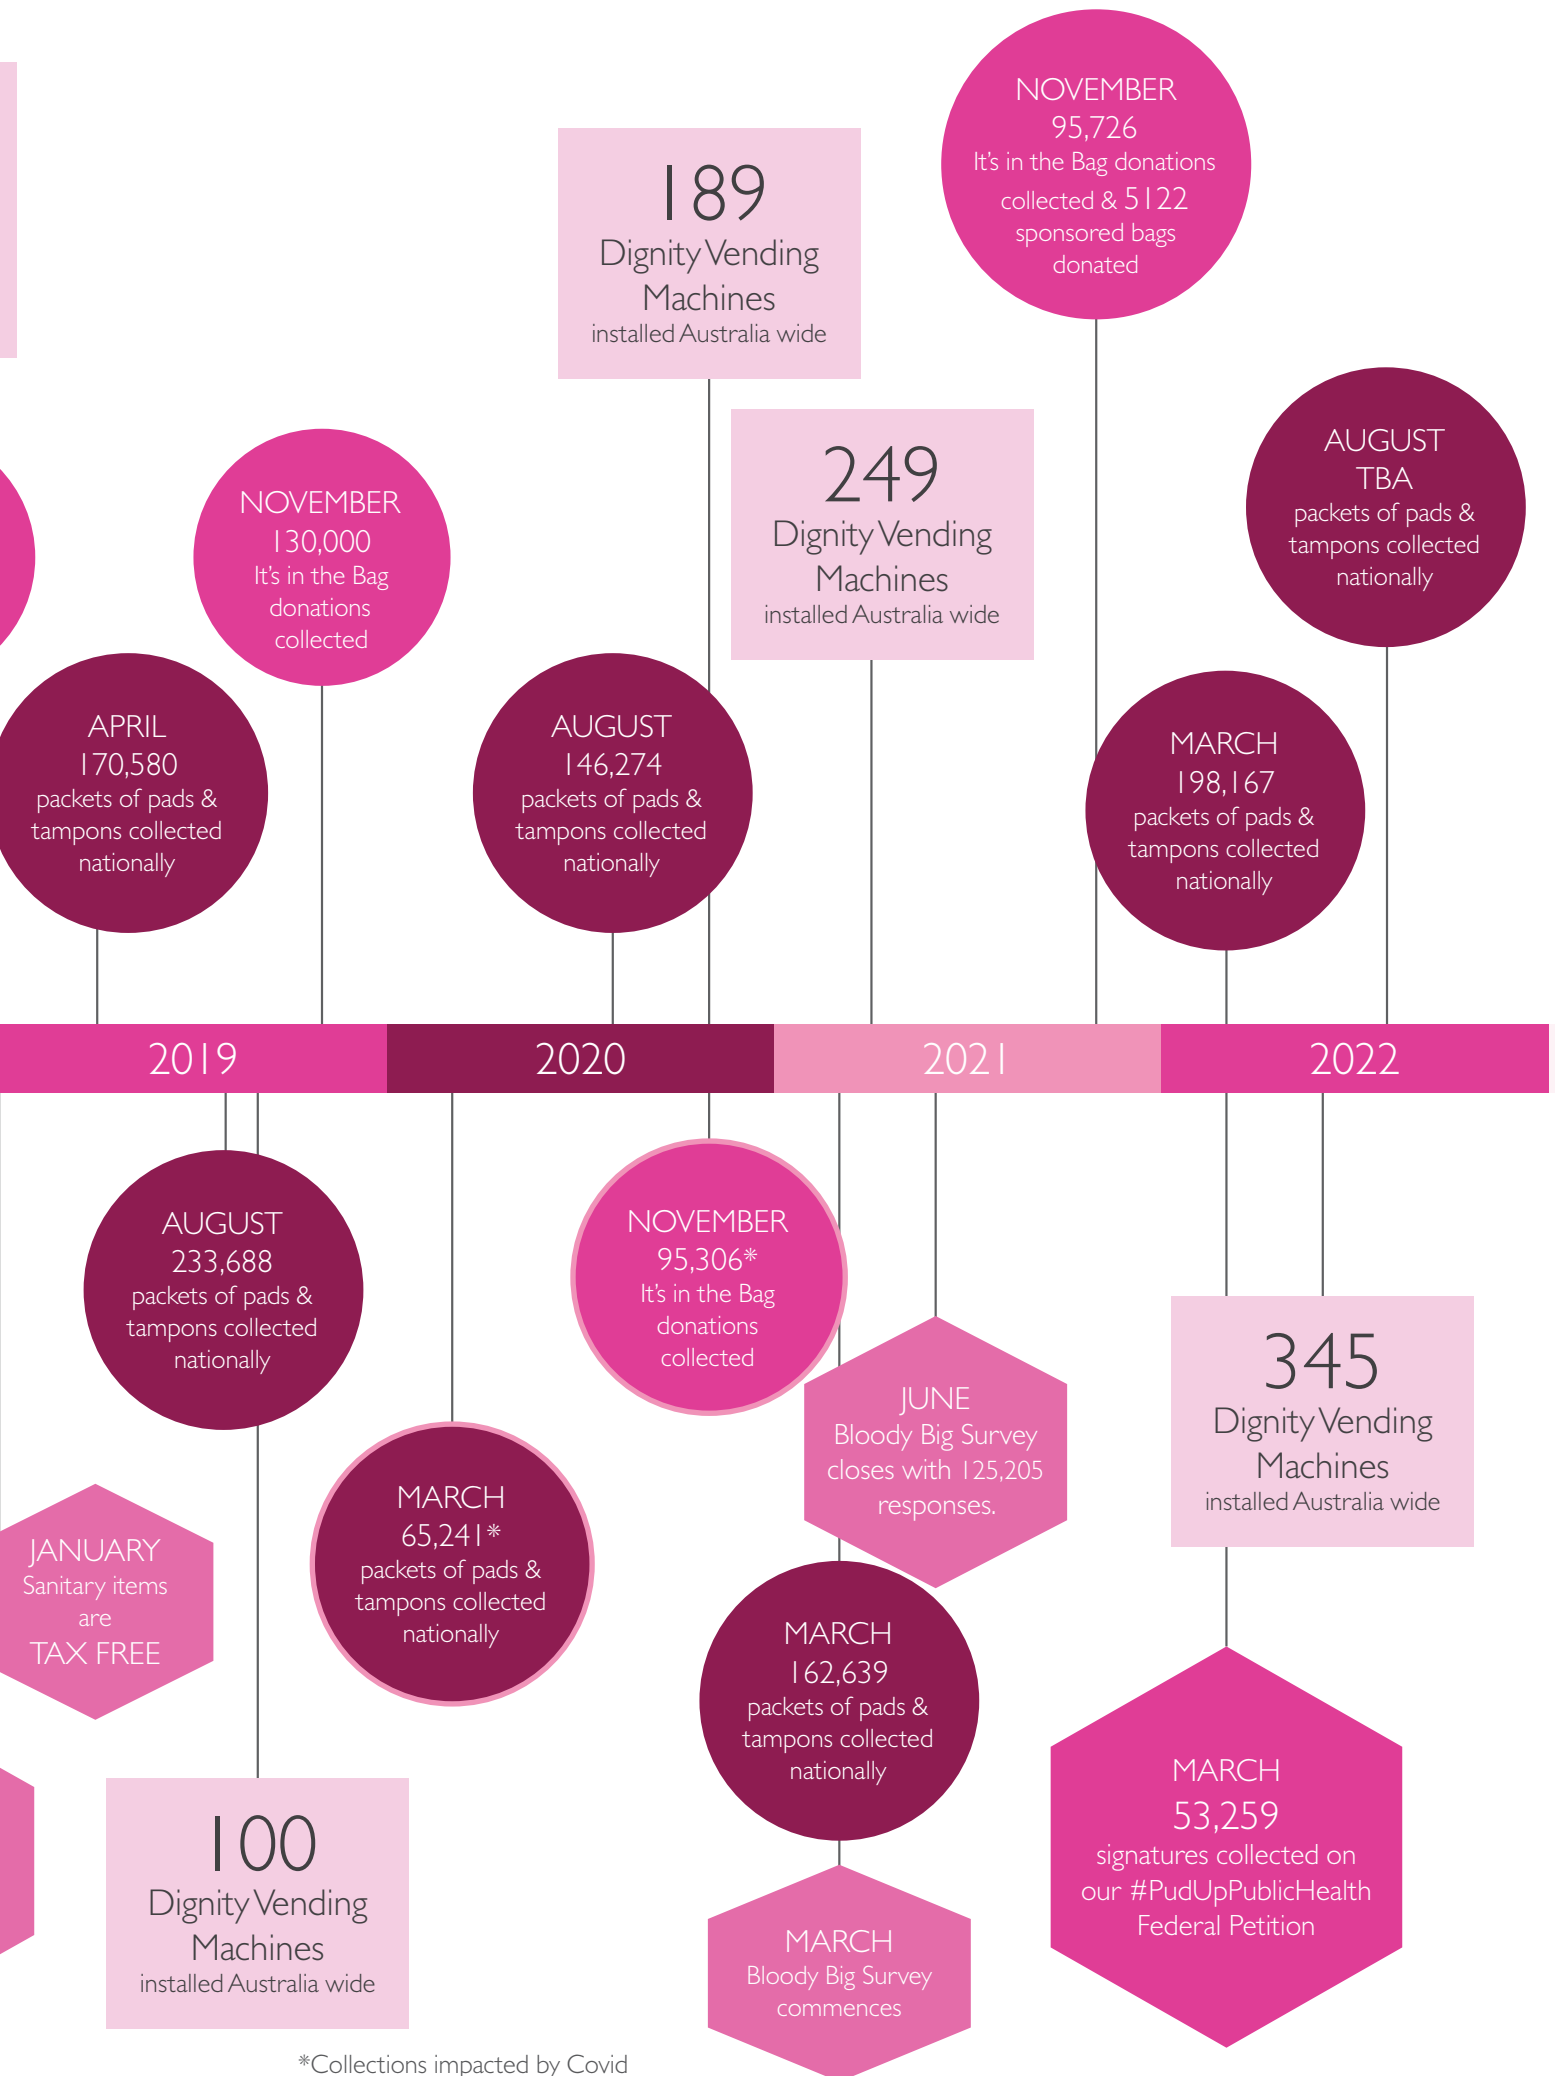 NOVEMBER
95,726
It's in the Bag donations
collected & 5122
sponsored bags
donated
189
Dignity Vending
Machines
installed Australia wide
249
Dignity Vending
Machines
installed Australia wide
AUGUST
TBA
packets of pads &
tampons collected
nationally
NOVEMBER
130,000
It's in the Bag
donations
collected
APRIL
170,580
packets of pads &
tampons collected
nationally
AUGUST
146,274
packets of pads &
tampons collected
nationally
MARCH
198,167
packets of pads &
tampons collected
nationally
2019
2020
2021
2022
AUGUST
233,688
packets of pads &
tampons collected
nationally
NOVEMBER
95,306*
It's in the Bag
donations
collected
JUNE
Bloody Big Survey
closes with 125,205
responses.
345
Dignity Vending
Machines
installed Australia wide
MARCH
65,241*
packets of pads &
tampons collected
nationally
JANUARY
Sanitary items
are
TAX FREE
MARCH
162,639
packets of pads &
tampons collected
nationally
MARCH
53,259
signatures collected on
our #PudUpPublicHealth
Federal Petition
100
Dignity Vending
Machines
installed Australia wide
MARCH
Bloody Big Survey
commences
*Collections impacted by Covid